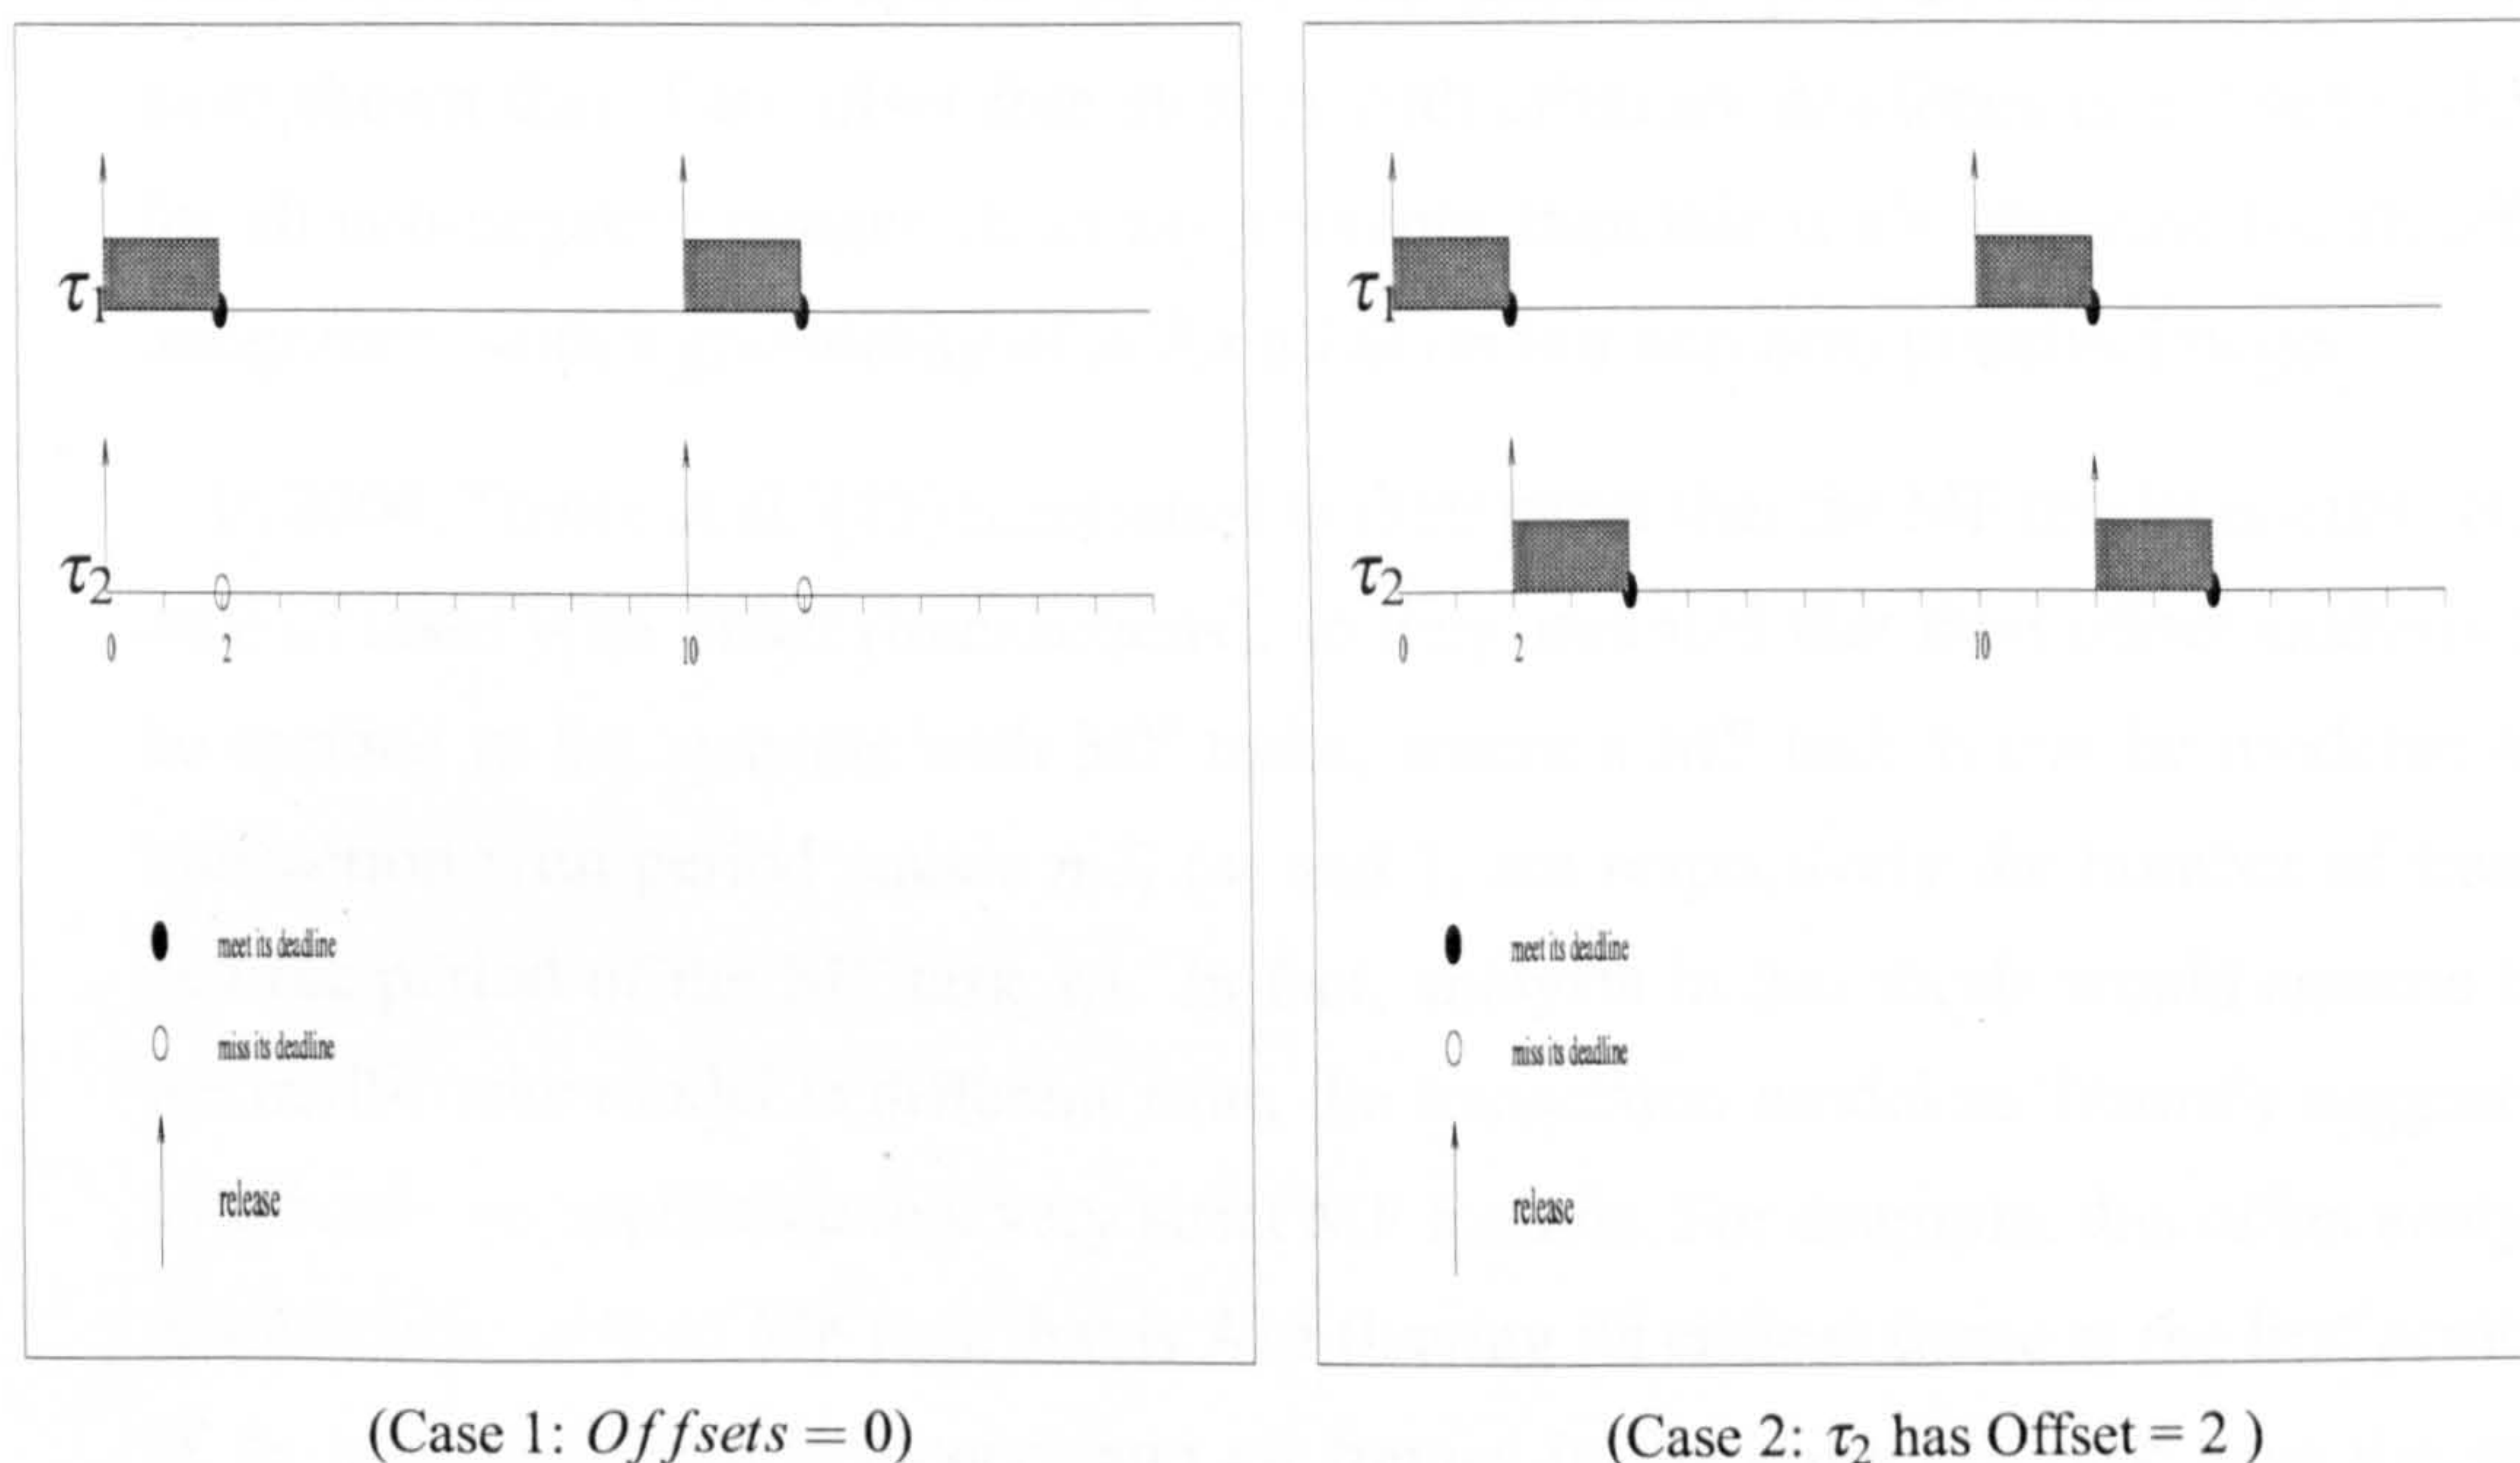 τ1
τ2
0 2 10
meet its deadline
miss its deadline
release
(Case 1: Offsets = 0)
τ1
τ2
0 2 10
meet its deadline
miss its deadline
release
(Case 2: τ2 has Offset = 2 )